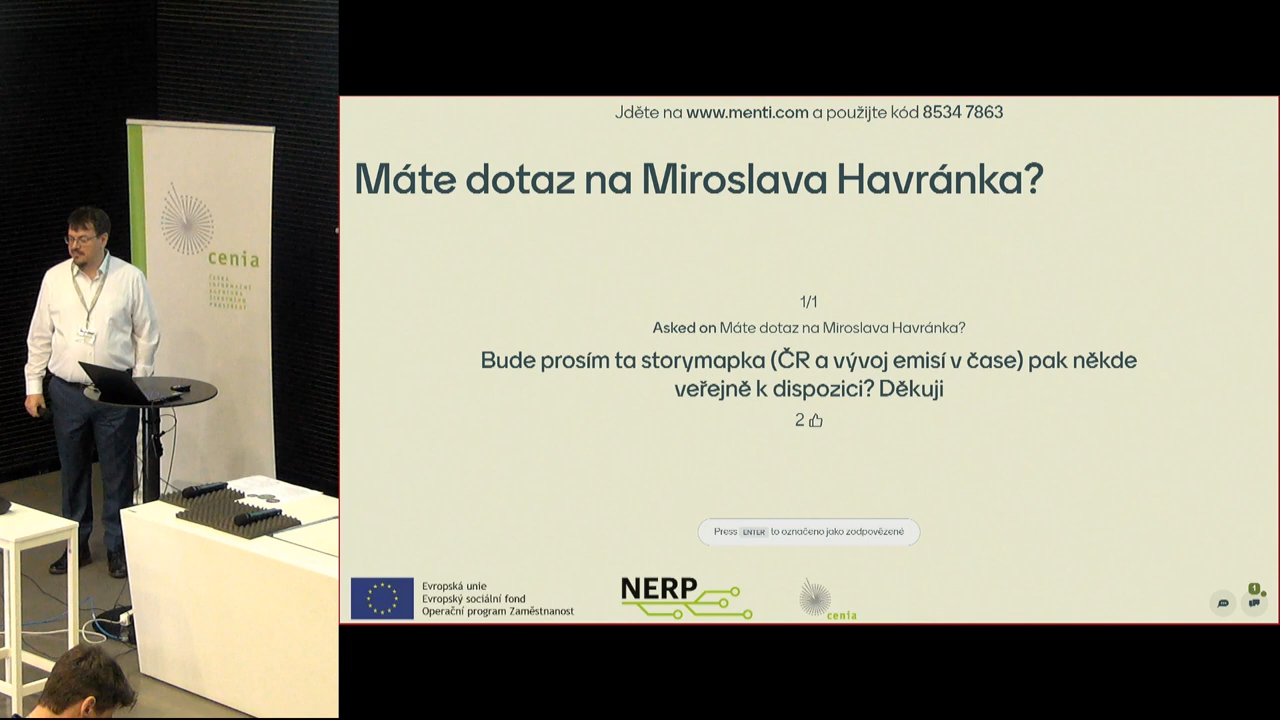 Jděte na www.menti.com a použijte kód 8534 7863
Máte dotaz na Miroslava Havránka?
1/1
Asked on Máte dotaz na Miroslava Havránka?
Bude prosím ta storymapka (ČR a vývoj emisí v čase) pak někde
veřejně k dispozici? Děkuji
2
Press ENTER to označeno jako zodpovězené
Evropská unie
Evropský sociální fond
Operační program Zaměstnanost
NERP
cenia
1
cenia